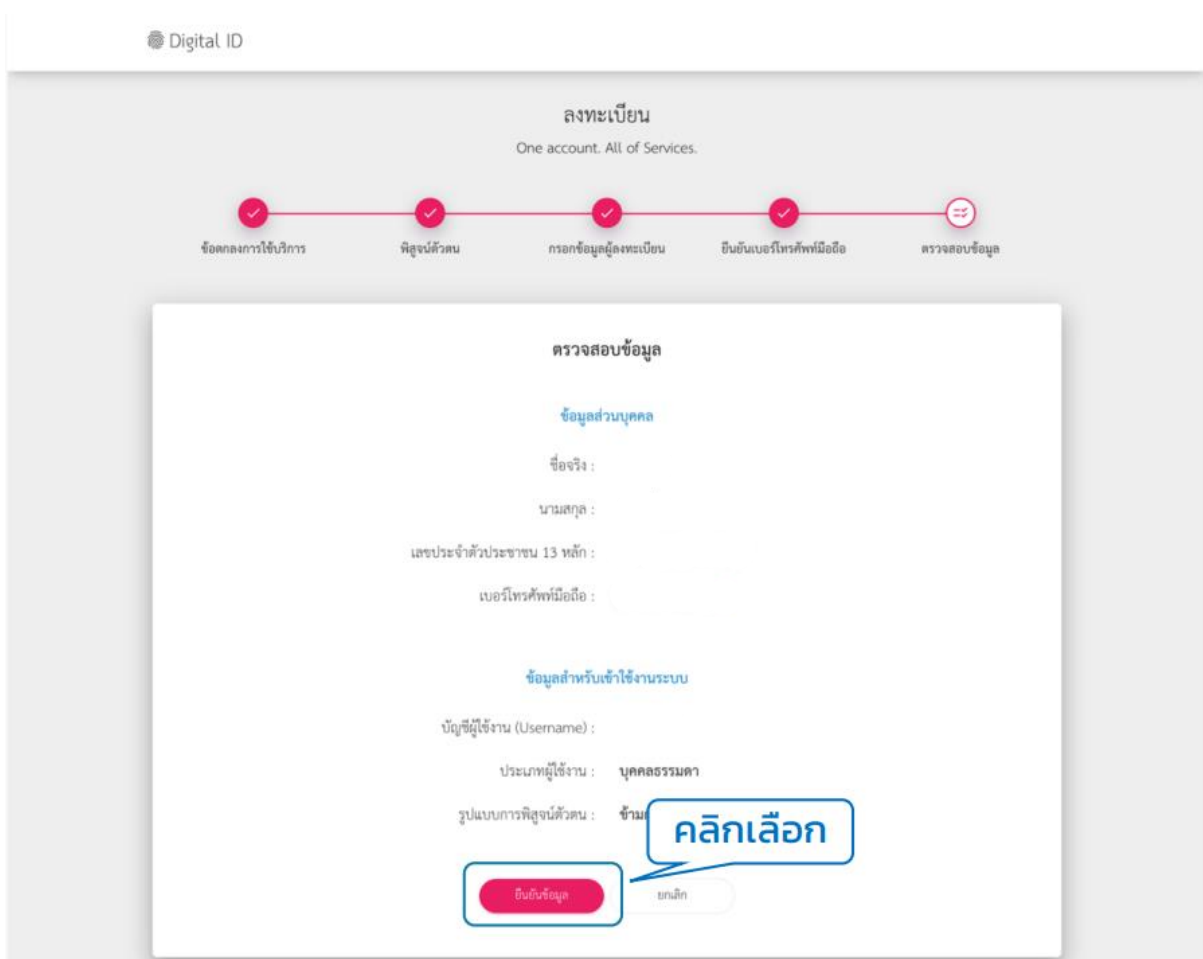 Digital ID
ลงทะเบียน
One account. All of Services.
ข้อตกลงการใช้บริการ
พิสูจน์ตัวตน
กรอกข้อมูลผู้ลงทะเบียน
ยืนยันเบอร์โทรศัพท์มือถือ
ตรวจสอบข้อมูล
ตรวจสอบข้อมูล
ข้อมูลส่วนบุคคล
ชื่อจริง :
นามสกุล :
เลขประจำตัวประชาชน 13 หลัก :
เบอร์โทรศัพท์มือถือ :
ข้อมูลสำหรับเข้าใช้งานระบบ
บัญชีผู้ใช้งาน (Username) :
ประเภทผู้ใช้งาน : บุคคลธรรมดา
รูปแบบการพิสูจน์ตัวตน :
คลิกเลือก
ยืนยันข้อมูล ยกเลิก